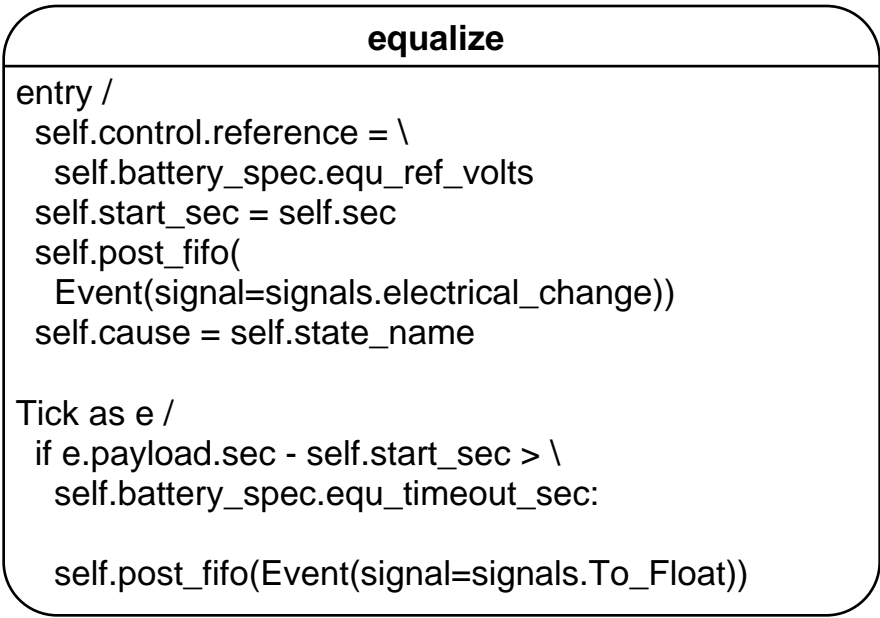 equalize
entry /
self.control.reference = \
self.battery_spec.equ_ref_volts
self.start_sec = self.sec
self.post_fifo(
Event(signal=signals.electrical_change))
self.cause = self.state_name
Tick as e /
if e.payload.sec - self.start_sec > \
self.battery_spec.equ_timeout_sec:
self.post_fifo(Event(signal=signals.To_Float))